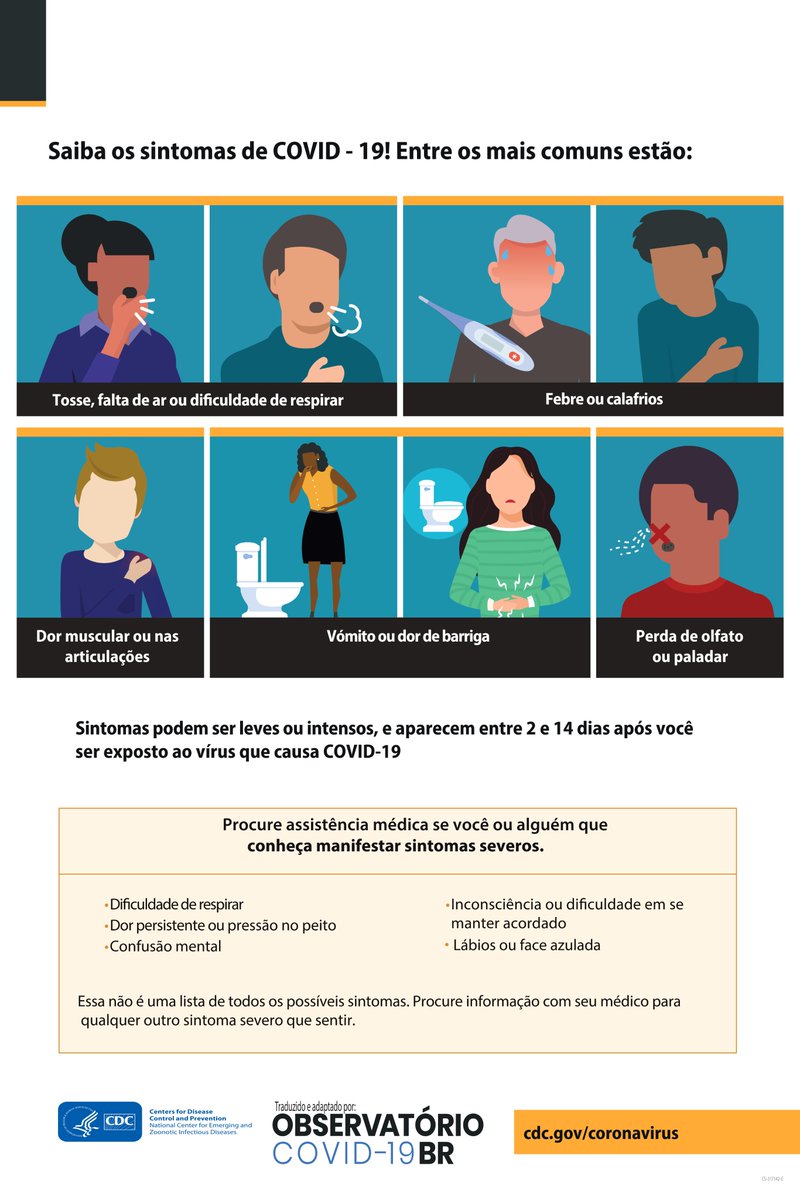 Saiba os sintomas de COVID - 19! Entre os mais comuns estão:
Tosse, falta de ar ou dificuldade de respirar
Febre ou calafrios
Dor muscular ou nas
articulações
Vómito ou dor de barriga
Perda de olfato
ou paladar
Sintomas podem ser leves ou intensos, e aparecem entre 2 e 14 dias após você
ser exposto ao vírus que causa COVID-19
Procure assistência médica se você ou alguém que
conheça manifestar sintomas severos.
•Dificuldade de respirar
•Dor persistente ou pressão no peito
•Confusão mental
•Inconsciência ou dificuldade em se
manter acordado
• Lábios ou face azulada
Essa não é uma lista de todos os possíveis sintomas. Procure informação com seu médico para
qualquer outro sintoma severo que sentir.
CDC
Centers for Disease
Control and Prevention
National Center for Emerging and
Zoonotic Infectious Diseases
Traduzido e adaptado por:
OBSERVATÓRIO
COVID-19 BR
cdc.gov/coronavirus